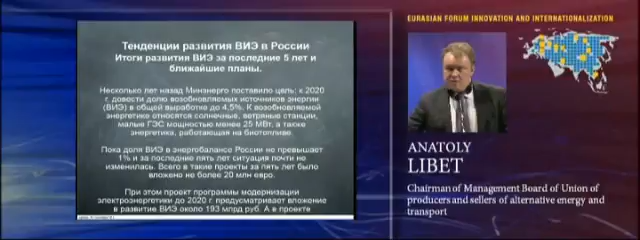 Тенденции развития ВИЭ в России
Итоги развития ВИЭ за последние 5 лет и
ближайшие планы.
Несколько лет назад Минэнерго поставило цель: к 2020
г. довости долю возобновляемых источников энергии
(ВИЭ) в общей выработке до 4,5%. К возобновляемой
энергетике относятся солнечные, ветряные станции,
малые ГЭС мощностью менее 25 МВт, а также
энергетика, работающая на биотопливе
Пока доля ВИЭ в энергобалансе России не превышает
1% и за последние пять лет ситуация почти не
изменилась. Всего в такие проекты за пять лет было
вложено не более 20 млн евро.
При этом проект программы модернизации
электроэнергетики до 2020 г. предусматривает вложение
в развитие ВИЭ около 193 млрд руб. А в проекте
EURASIAN FORUM INNOVATION AND INTERNATIONALIZATION
ANATOLY
LIBET
Chairman of Management Board of Union of
producers and sellers of alternative energy and
transport